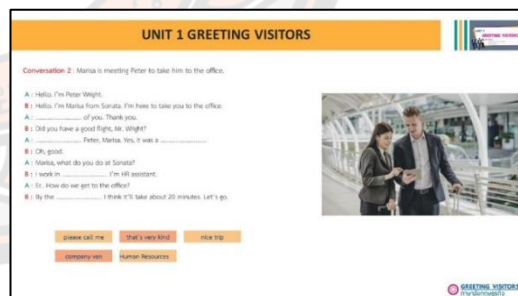 UNIT 1 GREETING VISITORS
GREETING VISITORS
Conversation 2 : Marisa is meeting Peter to take him to the office.
A : Hello. I'm Peter Wright.
B : Hello. I'm Marisa from Sonata. I'm here to take you to the office.
A : ........................ of you. Thank you.
B : Did you have a good flight, Mr. Wright?
A : ........................ Peter, Marisa. Yes, it was a ........................
B : Oh, good.
A : Marisa, what do you do at Sonata?
B : I work in ........................ I'm HR assistant.
A : Er.. How do we get to the office?
B : By the ........................ I think it'll take about 20 minutes. Let's go.
please call me
that's very kind
nice trip
company van
Human Resources
GREETING VISITORS